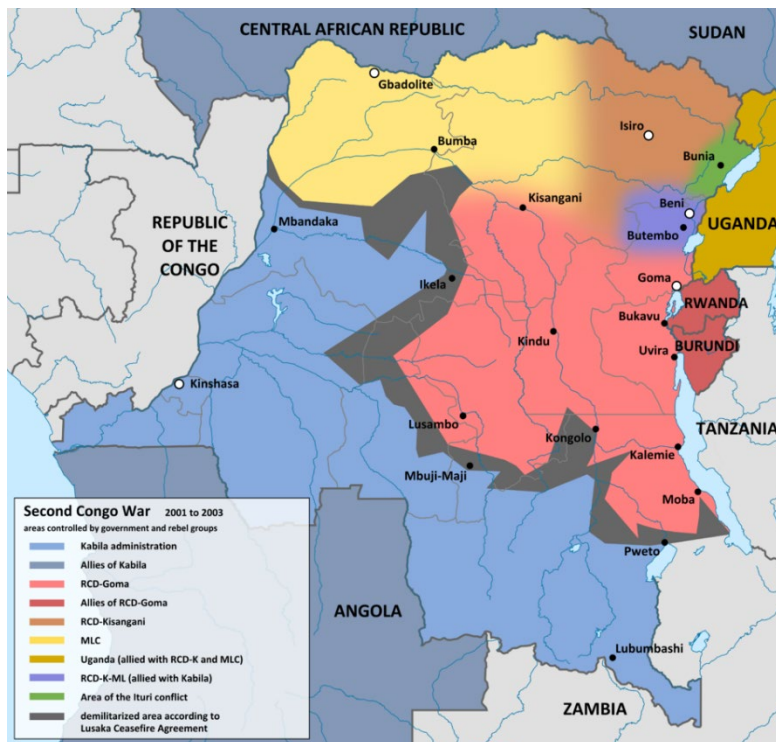 CENTRAL AFRICAN REPUBLIC
SUDAN
Gbadolite
Isiro
Bumba
Bunia
Kisangani
Beni
REPUBLIC
OF THE
CONGO
Mbandaka
Butembo
UGANDA
Ikela
Goma
RWANDA
Bukavu
Kindu
BURUNDI
Uvira
Kinshasa
Lusambo
Kongolo
TANZANIA
Kalemie
Mbuji-Maji
Moba
Pweto
ANGOLA
Lubumbashi
ZAMBIA
Second Congo War 2001 to 2003
areas controlled by government and rebel groups
Kabila administration
Allies of Kabila
RCD-Goma
Allies of RCD-Goma
RCD-Kisangani
MLC
Uganda (allied with RCD-K and MLC)
RCD-K-ML (allied with Kabila)
Area of the Ituri conflict
demilitarized area according to
Lusaka Ceasefire Agreement